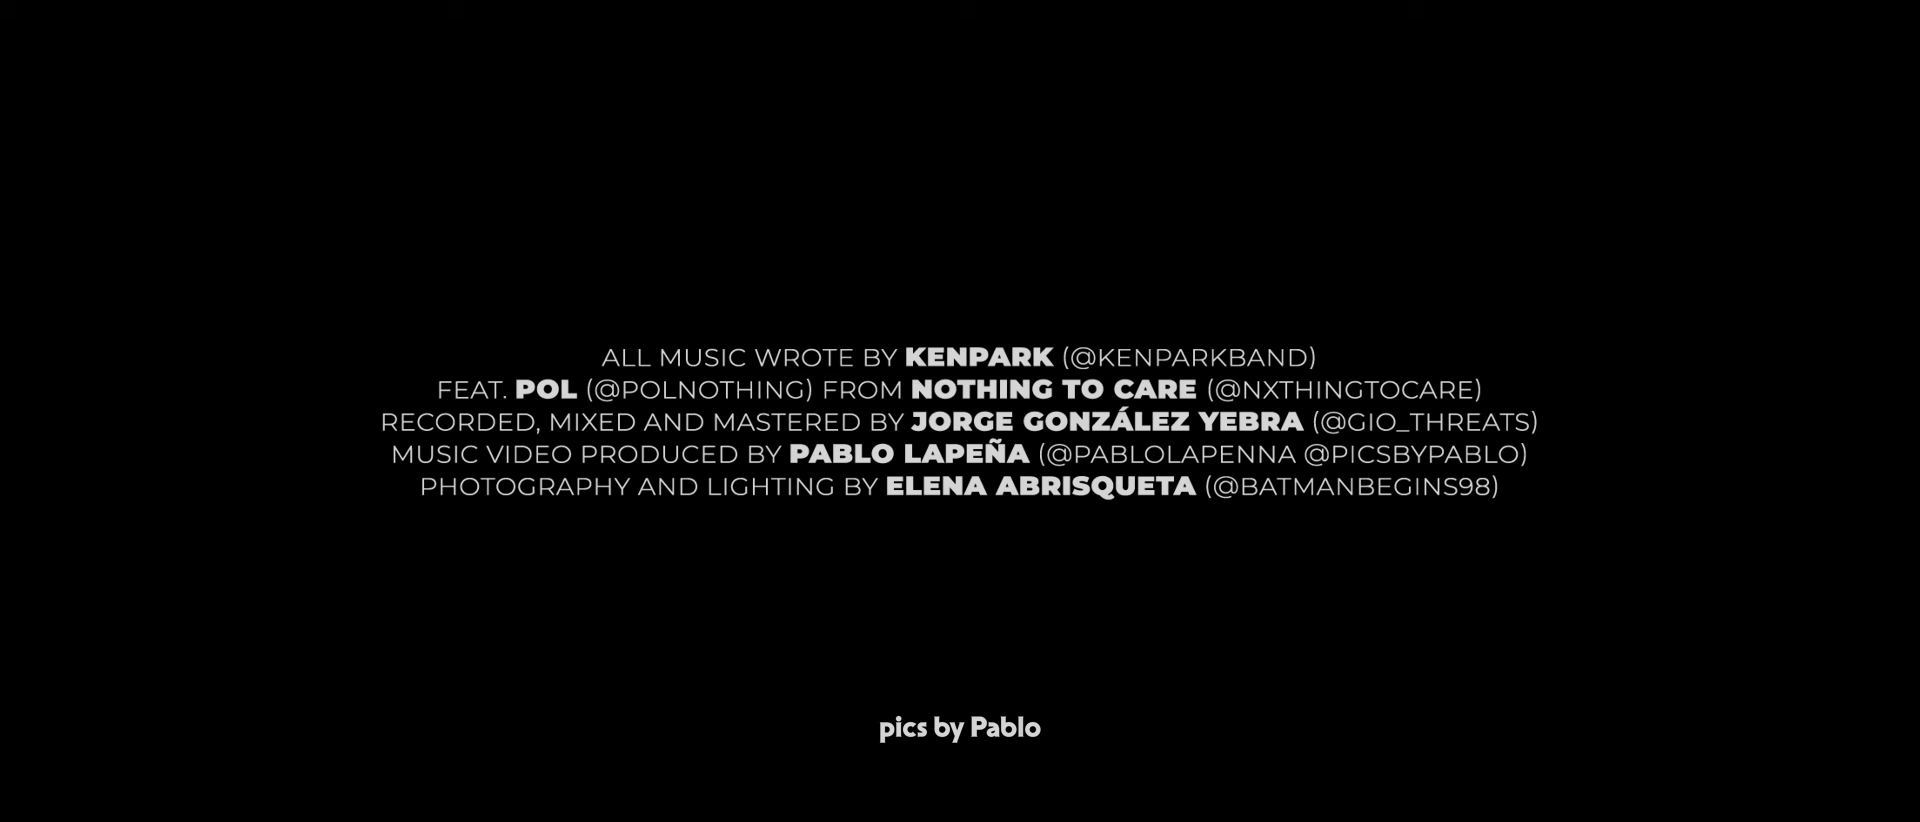 ALL MUSIC WROTE BY KENPARK (@KENPARKBAND)
FEAT. POL (@POLNOTHING) FROM NOTHING TO CARE (@NXTHINGTOCARE)
RECORDED, MIXED AND MASTERED BY JORGE GONZÁLEZ YEBRA (@GIO_THREATS)
MUSIC VIDEO PRODUCED BY PABLO LAPEÑA (@PABLOLAPENNA @PICSBYPABLO)
PHOTOGRAPHY AND LIGHTING BY ELENA ABRISQUETA (@BATMANBEGINS98)
pics by Pablo